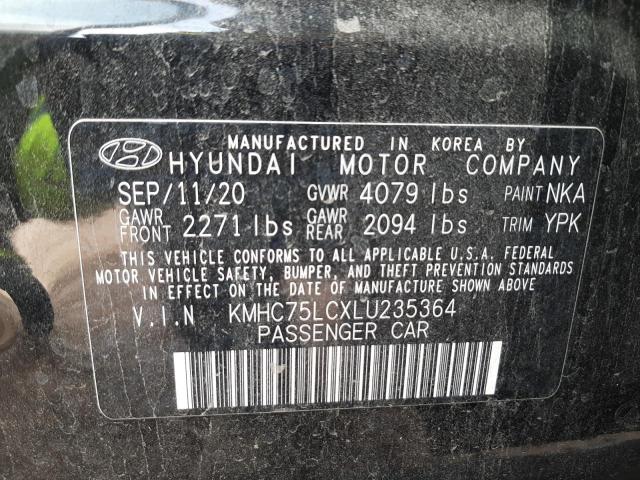 MANUFACTURED IN KOREA BY
HYUNDAI MOTOR COMPANY
SEP/11/20 GVWR 4079 lbs PAINT NKA
GAWR FRONT 2271 lbs GAWR REAR 2094 lbs TRIM YPK
THIS VEHICLE CONFORMS TO ALL APPLICABLE U.S.A. FEDERAL
MOTOR VEHICLE SAFETY, BUMPER, AND THEFT PREVENTION STANDARDS
IN EFFECT ON THE DATE OF MANUFACTURE SHOWN ABOVE.
V.I.N KMHC75LCXLU235364
PASSENGER CAR